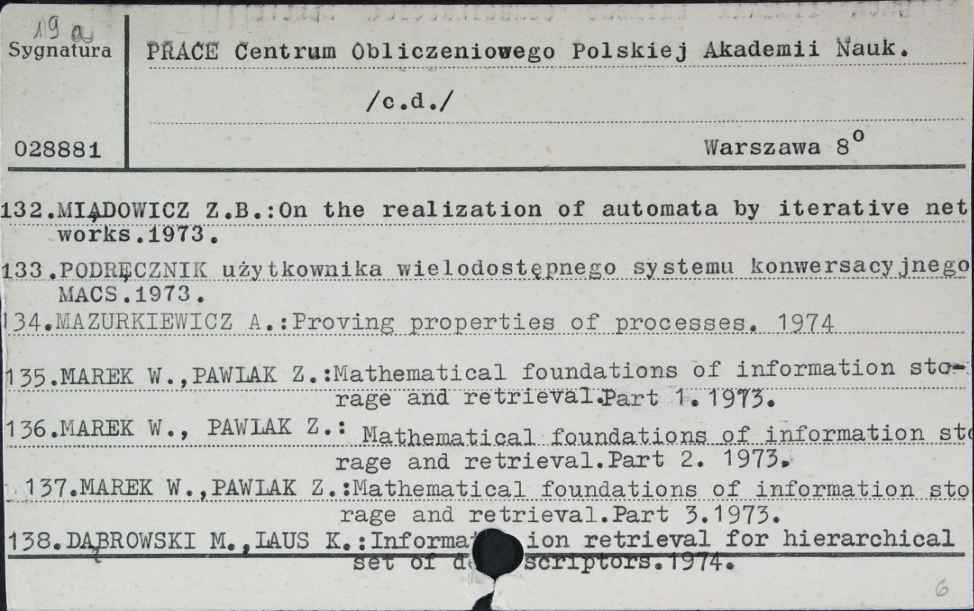 19 a
Sygnatura
PRACE Centrum Obliczeniowego Polskiej Akademii Nauk.
/c.d./
028881
Warszawa 8o
132.MIĄDOWICZ Z.B.:On the realization of automata by iterative net
works.1973.
133.PODRĘCZNIK użytkownika wielodostępnego systemu konwersacyjnego
MACS.1973.
134.MAZURKIEWICZ A.:Proving properties of processes. 1974
135.MAREK W.,PAWLAK Z.:Mathematical foundations of information sto-
rage and retrieval.Part 1.1973.
136.MAREK W., PAWLAK Z.: Mathematical foundations of information sto
rage and retrieval.Part 2. 1973.
137.MAREK W.,PAWLAK Z.:Mathematical foundations of information sto
rage and retrieval.Part 3.1973.
138.DĄBROWSKI M.,LAUS K.:Information retrieval for hierarchical
set of descriptors.1974.
6